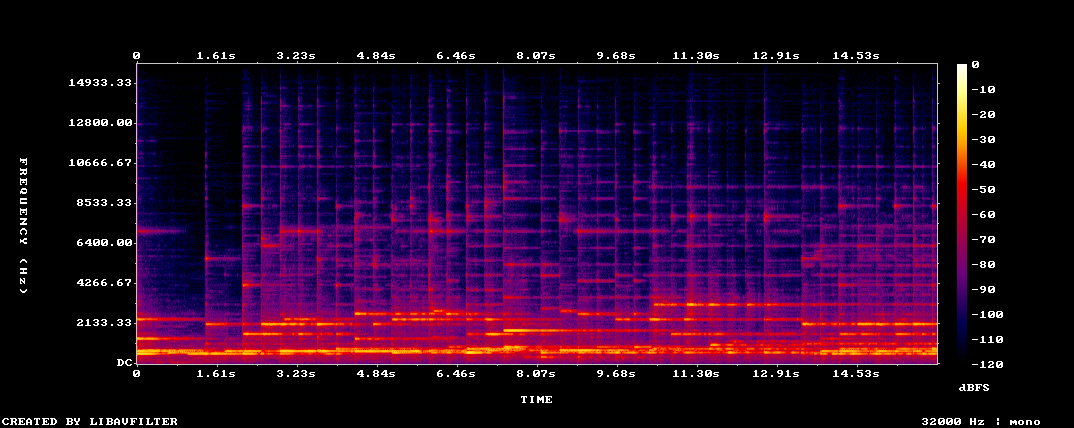 0 1.61s 3.23s 4.84s 6.46s 8.07s 9.68s 11.30s 12.91s 14.53s
14933.33
12800.00
10666.67
8533.33
6400.00
4266.67
2133.33
DC
FREQUENCY (Hz)
0
-10
-20
-30
-40
-50
-60
-70
-80
-90
-100
-110
-120
dBFS
0 1.61s 3.23s 4.84s 6.46s 8.07s 9.68s 11.30s 12.91s 14.53s
TIME
CREATED BY LIBAVFILTER
32000 Hz | mono